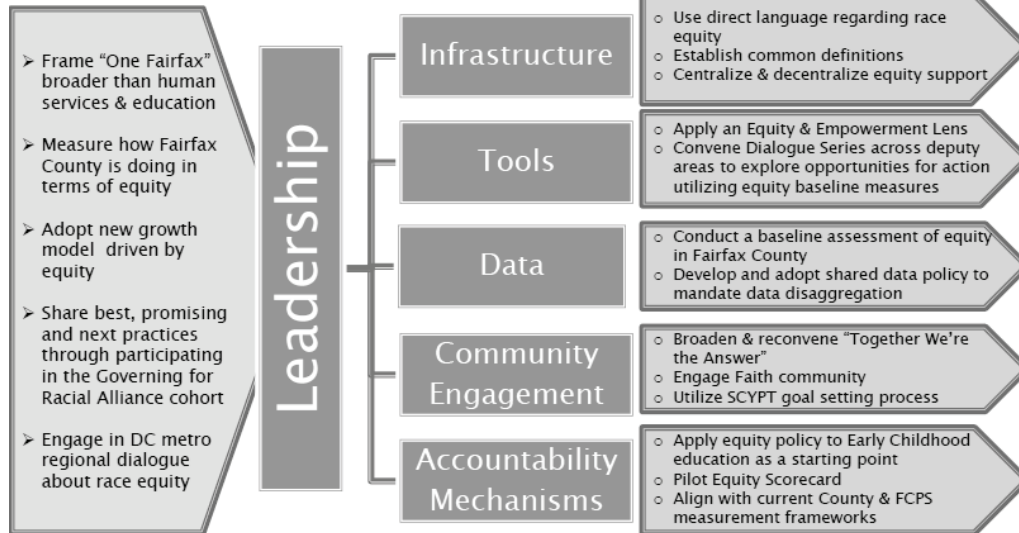 ➢ Frame “One Fairfax”
broader than human
services & education
➢ Measure how Fairfax
County is doing in
terms of equity
➢ Adopt new growth
model driven by
equity
➢ Share best, promising
and next practices
through participating
in the Governing for
Racial Alliance cohort
➢ Engage in DC metro
regional dialogue
about race equity
Leadership
Infrastructure
o Use direct language regarding race
equity
o Establish common definitions
o Centralize & decentralize equity support
Tools
o Apply an Equity & Empowerment Lens
o Convene Dialogue Series across deputy
areas to explore opportunities for action
utilizing equity baseline measures
Data
o Conduct a baseline assessment of equity
in Fairfax County
o Develop and adopt shared data policy to
mandate data disaggregation
Community
Engagement
o Broaden & reconvene “Together We’re
the Answer”
o Engage Faith community
o Utilize SCYPT goal setting process
Accountability
Mechanisms
o Apply equity policy to Early Childhood
education as a starting point
o Pilot Equity Scorecard
o Align with current County & FCPS
measurement frameworks